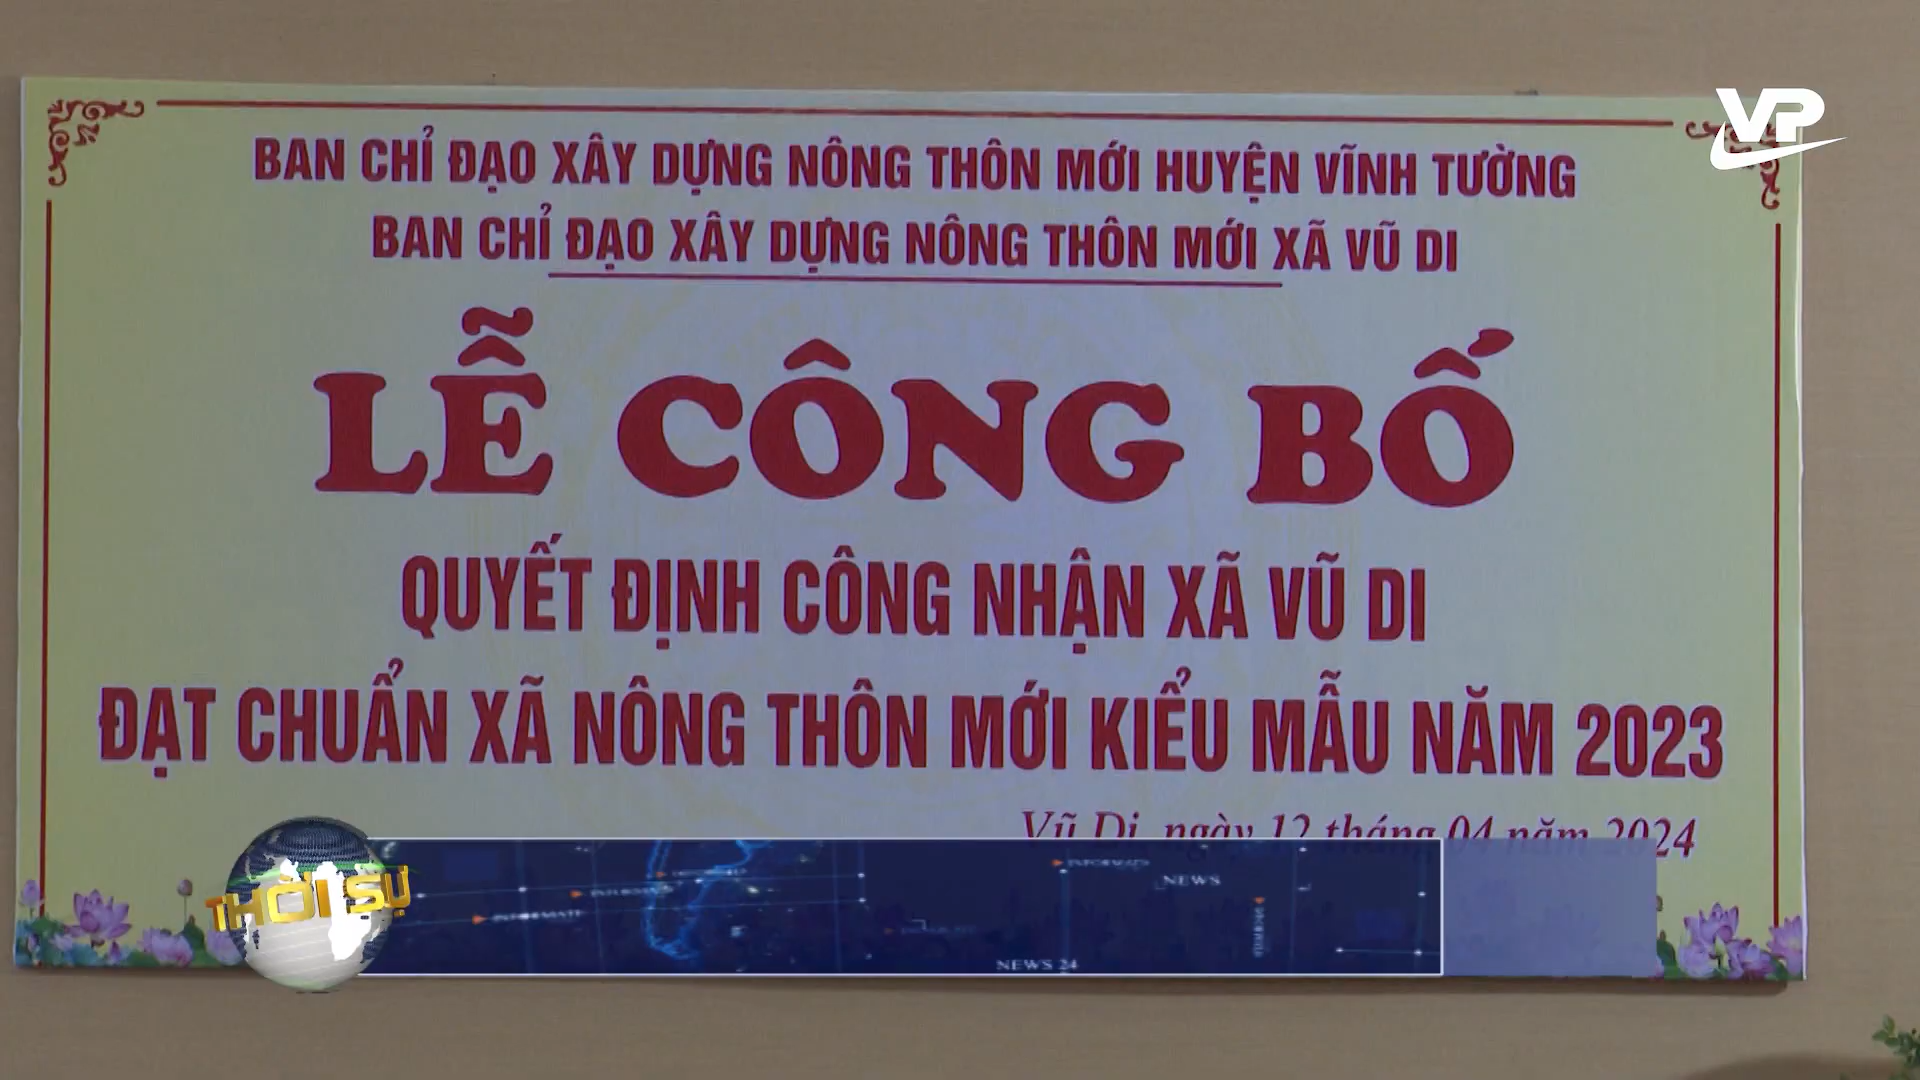 VP
BAN CHỈ ĐẠO XÂY DỰNG NÔNG THÔN MỚI HUYỆN VĨNH TƯỜNG
BAN CHỈ ĐẠO XÂY DỰNG NÔNG THÔN MỚI XÃ VŨ DI
LỄ CÔNG BỐ
QUYẾT ĐỊNH CÔNG NHẬN XÃ VŨ DI
ĐẠT CHUẨN XÃ NÔNG THÔN MỚI KIỂU MẪU NĂM 2023
Vũ Di, ngày 12 tháng 04 năm 2024
THỜI SỰ
NEWS
NEWS 24